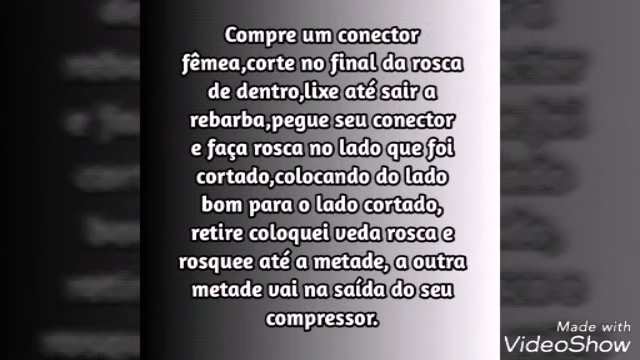 Compre um conector
fêmea,corte no final da rosca
de dentro,lixe até sair a
rebarba,pegue seu conector
e faça rosca no lado que foi
cortado,colocando do lado
bom para o lado cortado,
retire coloquei veda rosca e
rosquee até a metade, a outra
metade vai na saída do seu
compressor.
Made with
VideoShow